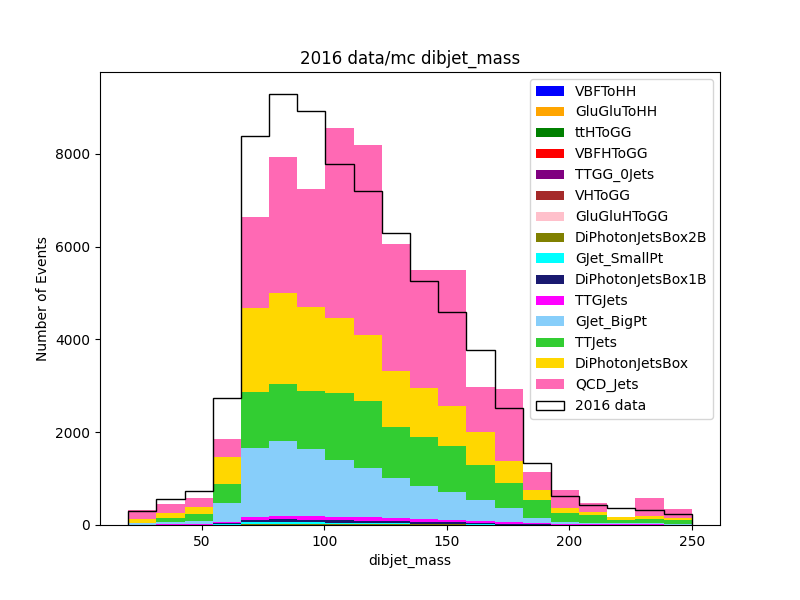 2016 data/mc dibjet_mass
VBFToHH
GluGluToHH
ttHToGG
VBFHToGG
TTGG_0Jets
VHToGG
GluGluHToGG
DiPhotonJetsBox2B
GJet_SmallPt
DiPhotonJetsBox1B
TTGJets
GJet_BigPt
TTJets
DiPhotonJetsBox
QCD_Jets
2016 data
Number of Events
8000
6000
4000
2000
0
50
100
150
200
250
dibjet_mass